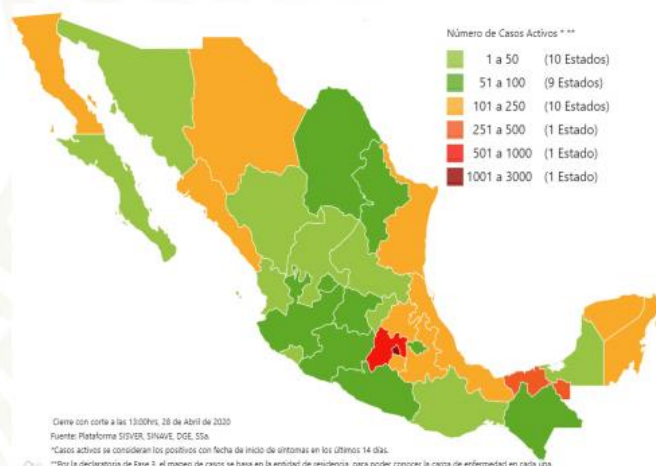 Número de Casos Activos * **
1 a 50 (10 Estados)
51 a 100 (9 Estados)
101 a 250 (10 Estados)
251 a 500 (1 Estado)
501 a 1000 (1 Estado)
1001 a 3000 (1 Estado)
Cierre con corte a las 13:00hrs, 28 de Abril de 2020
Fuente: Plataforma SISVER, SINAVE, DGE, SSa.
*Casos activos se consideran los positivos con fecha de inicio de síntomas en los últimos 14 días.
**Por la declaratoria de Fase 3, el mapeo de casos se basa en la entidad de residencia, para poder conocer la carga de enfermedad en cada una.